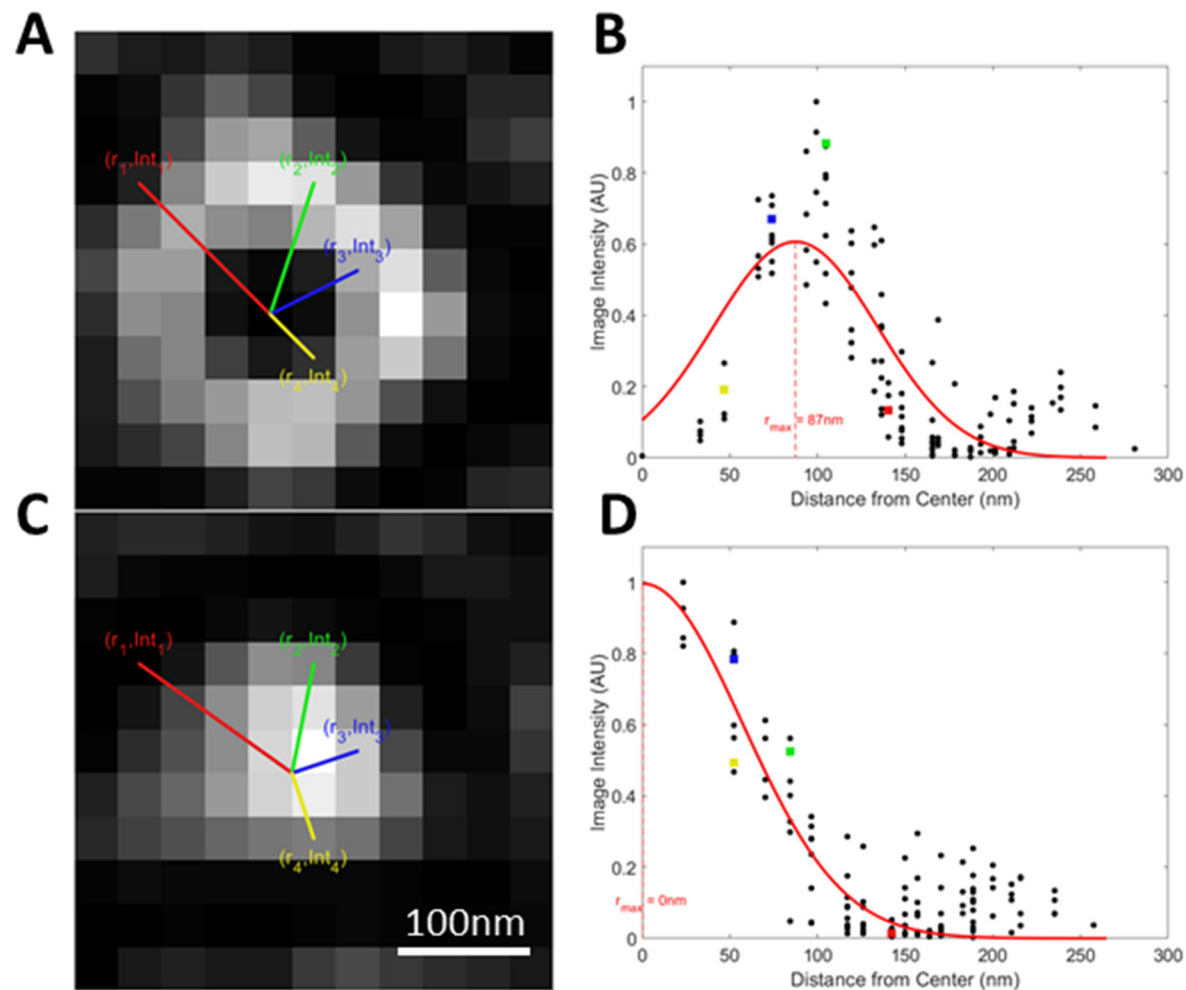 A
(r1,Int1)
(r2,Int2)
(r3,Int3)
(r4,Int4)
B
1
0.8
0.6
0.4
0.2
0
Image Intensity (AU)
rmax = 87nm
0 50 100 150 200 250 300
Distance from Center (nm)
C
(r1,Int1)
(r2,Int2)
(r3,Int3)
(r4,Int4)
100nm
D
1
0.8
0.6
0.4
0.2
0
Image Intensity (AU)
rmax = 0nm
0 50 100 150 200 250 300
Distance from Center (nm)